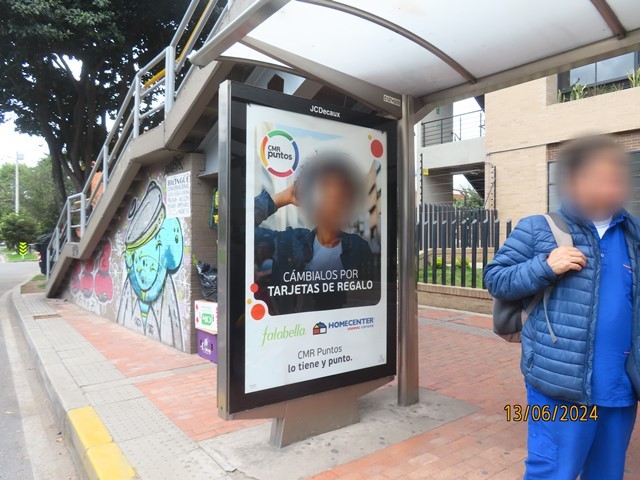 JCDecaux
CMR
puntos
CÁMBIALOS POR
TARJETAS DE REGALO
falabella
HOMECENTER
CMR Puntos
lo tiene y punto.
13/06/2024